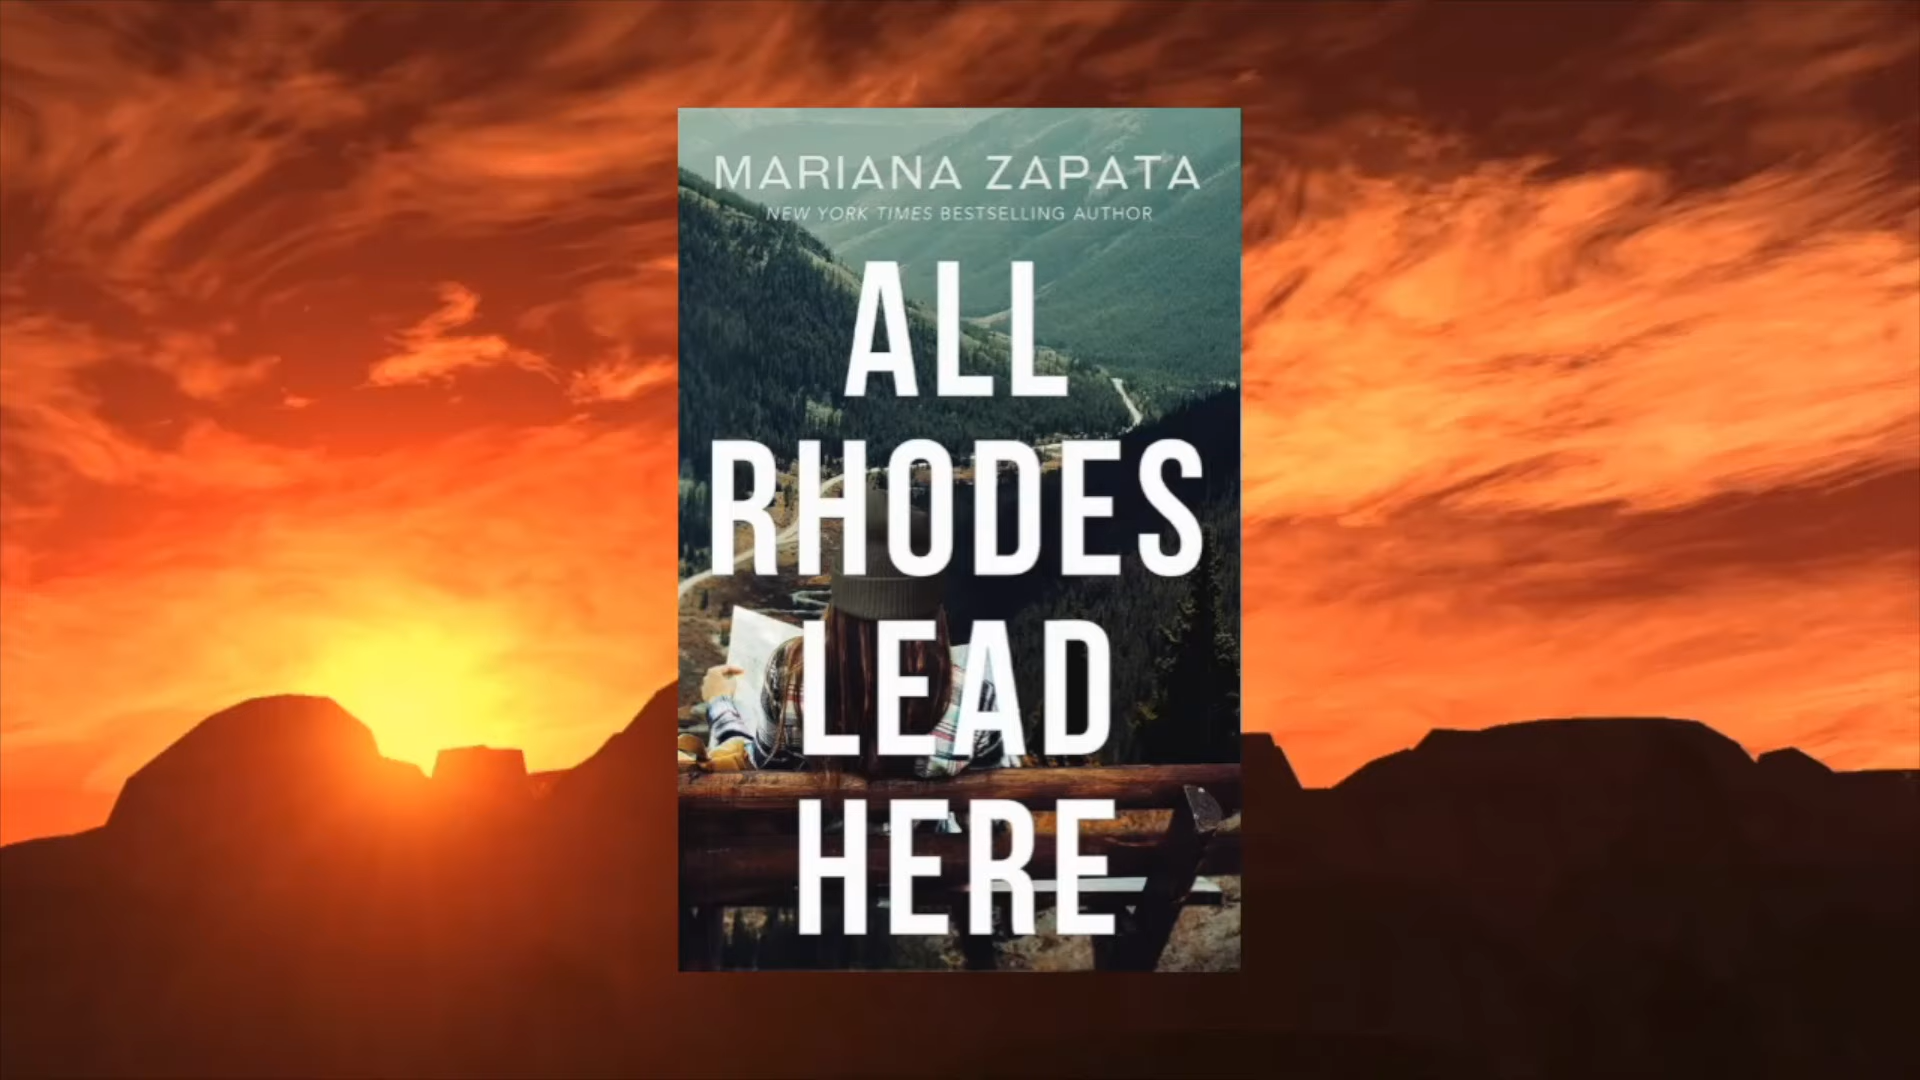 MARIANA ZAPATA
NEW YORK TIMES BESTSELLING AUTHOR
ALL
RHODES
LEAD
HERE